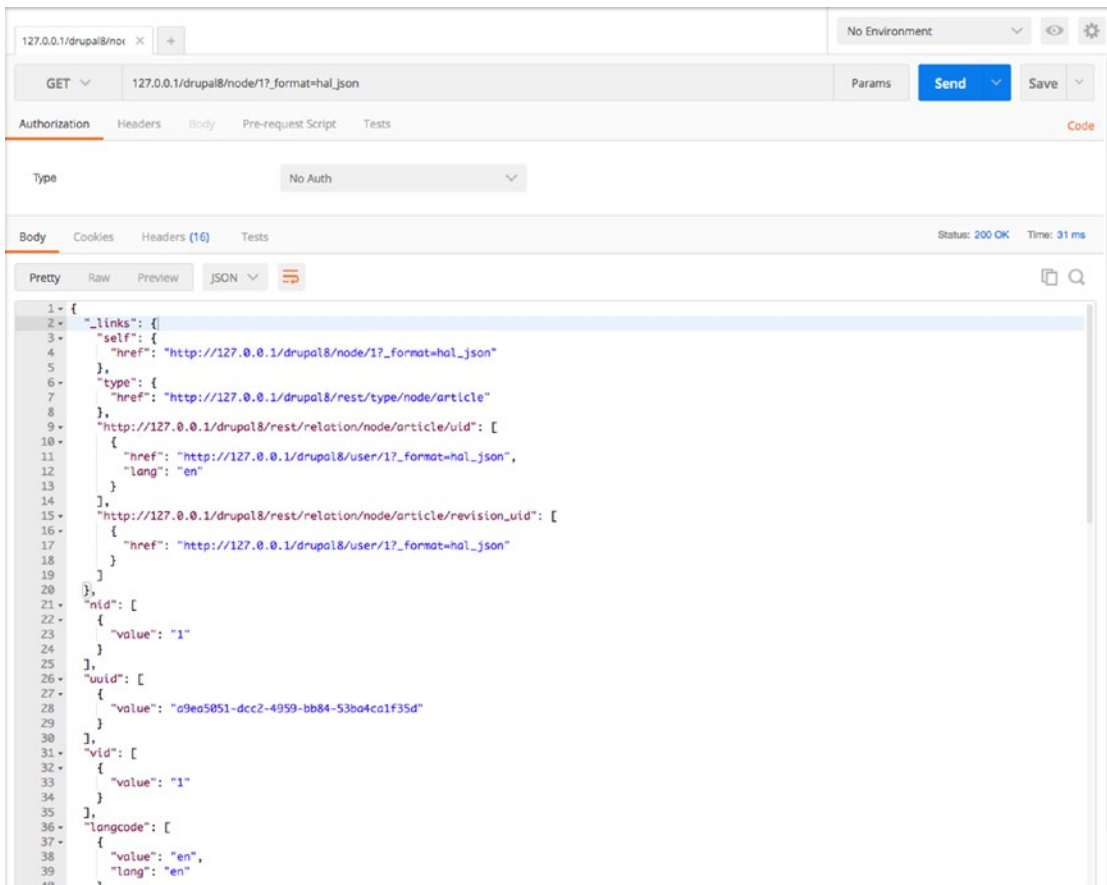 127.0.0.1/drupal8/noc × +
No Environment
GET 127.0.0.1/drupal8/node/1?_format=hal_json Params Send Save
Authorization Headers Body Pre-request Script Tests Code
Type No Auth
Body Cookies Headers (16) Tests Status: 200 OK Time: 31 ms
Pretty Raw Preview JSON
1 {
2 "_links": {
3 "self": {
4 "href": "http://127.0.0.1/drupal8/node/1?_format=hal_json"
5 },
6 "type": {
7 "href": "http://127.0.0.1/drupal8/rest/type/node/article"
8 },
9 "http://127.0.0.1/drupal8/rest/relation/node/article/uid": [
10 {
11 "href": "http://127.0.0.1/drupal8/user/1?_format=hal_json",
12 "lang": "en"
13 }
14 ],
15 "http://127.0.0.1/drupal8/rest/relation/node/article/revision_uid": [
16 {
17 "href": "http://127.0.0.1/drupal8/user/1?_format=hal_json"
18 }
19 ]
20 },
21 "nid": [
22 {
23 "value": "1"
24 }
25 ],
26 "uuid": [
27 {
28 "value": "a9ea5051-dcc2-4959-bb84-53ba4ca1f35d"
29 }
30 ],
31 "vid": [
32 {
33 "value": "1"
34 }
35 ],
36 "langcode": [
37 {
38 "value": "en",
39 "lang": "en"